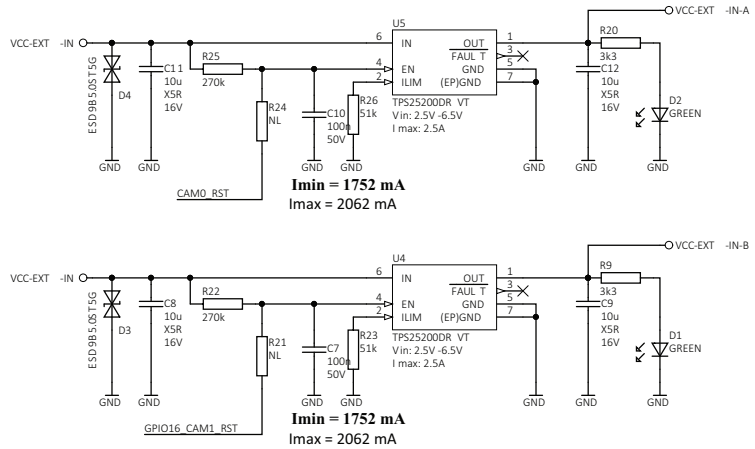 VCC-EXT -IN-A
U5
VCC-EXT -IN
6 IN OUT 1
FAUL T 3
4 EN GND 5
2 ILIM (EP)GND 7
TPS25200DR VT
Vin: 2.5V -6.5V
I max: 2.5A
ESD9B5.0ST5G
D4
C11
10u
X5R
16V
R25
270k
R24
NL
C10
100n
50V
R26
51k
R20
3k3
C12
10u
X5R
16V
D2
GREEN
GND GND GND GND GND GND GND
CAM0_RST
Imin = 1752 mA
Imax = 2062 mA
VCC-EXT -IN-B
U4
VCC-EXT -IN
6 IN OUT 1
FAUL T 3
4 EN GND 5
2 ILIM (EP)GND 7
TPS25200DR VT
Vin: 2.5V -6.5V
I max: 2.5A
ESD9B5.0ST5G
D3
C8
10u
X5R
16V
R22
270k
R21
NL
C7
100n
50V
R23
51k
R9
3k3
C9
10u
X5R
16V
D1
GREEN
GND GND GND GND GND GND GND
GPIO16_CAM1_RST
Imin = 1752 mA
Imax = 2062 mA